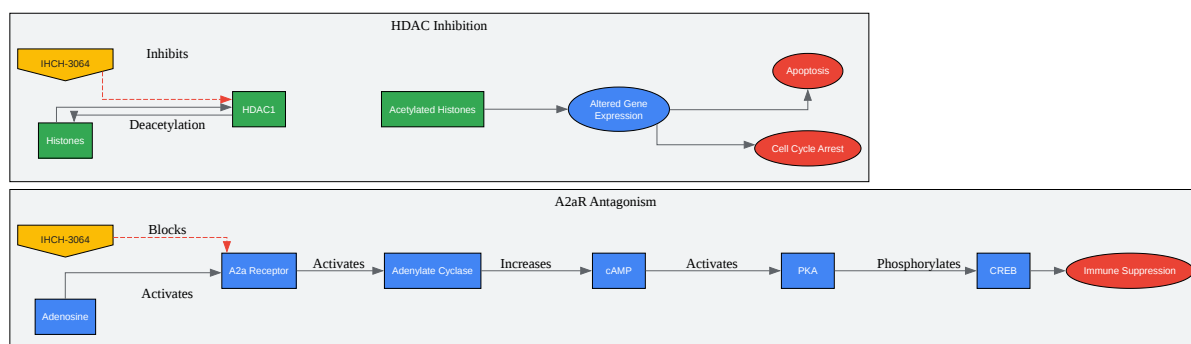 HDAC Inhibition
IHCH-3064
Inhibits
HDAC1
Deacetylation
Histones
Acetylated Histones
Altered Gene
Expression
Apoptosis
Cell Cycle Arrest
A2aR Antagonism
IHCH-3064
Blocks
A2a Receptor
Activates
Adenosine
Activates
Adenylate Cyclase
Increases
cAMP
Activates
PKA
Phosphorylates
CREB
Immune Suppression